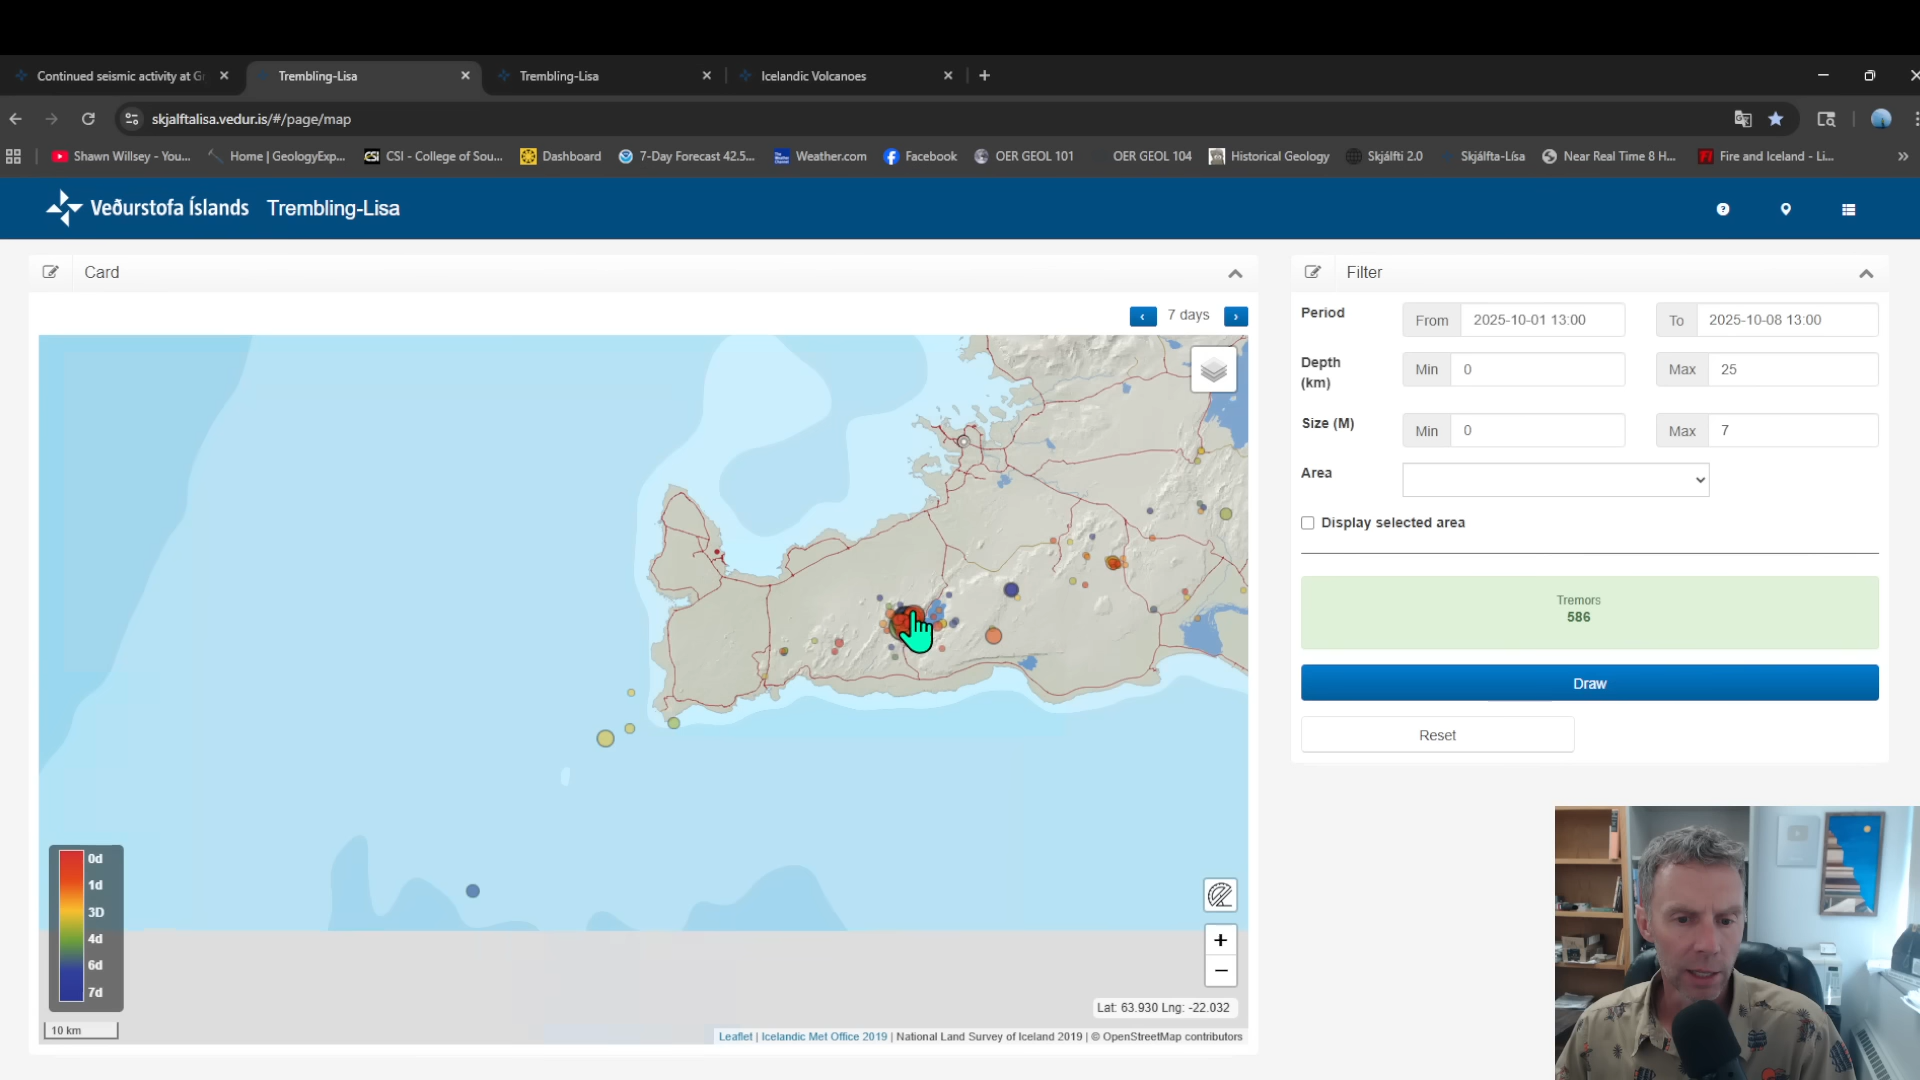 Continued seismic activity at G
Trembling-Lisa
Trembling-Lisa
Icelandic Volcanoes
skjalftalisa.vedur.is/#/page/map
Shawn Willsey - You...
Home | GeologyExp...
CSI - College of Sou...
Dashboard
7-Day Forecast 42.5...
Weather.com
Facebook
OER GEOL 101
OER GEOL 104
Historical Geology
Skjálfti 2.0
Skjálfta-Lísa
Near Real Time 8 H...
Fire and Iceland - Li...
Veðurstofa Íslands Trembling-Lisa
Card
7 days
Filter
Period
From 2025-10-01 13:00
To 2025-10-08 13:00
Depth
(km)
Min 0
Max 25
Size (M)
Min 0
Max 7
Area
Display selected area
Tremors
586
Draw
Reset
0d
1d
3D
4d
6d
7d
10 km
+
−
Lat: 63.930 Lng: -22.032
Leaflet | Icelandic Met Office 2019 | National Land Survey of Iceland 2019 | © OpenStreetMap contributors